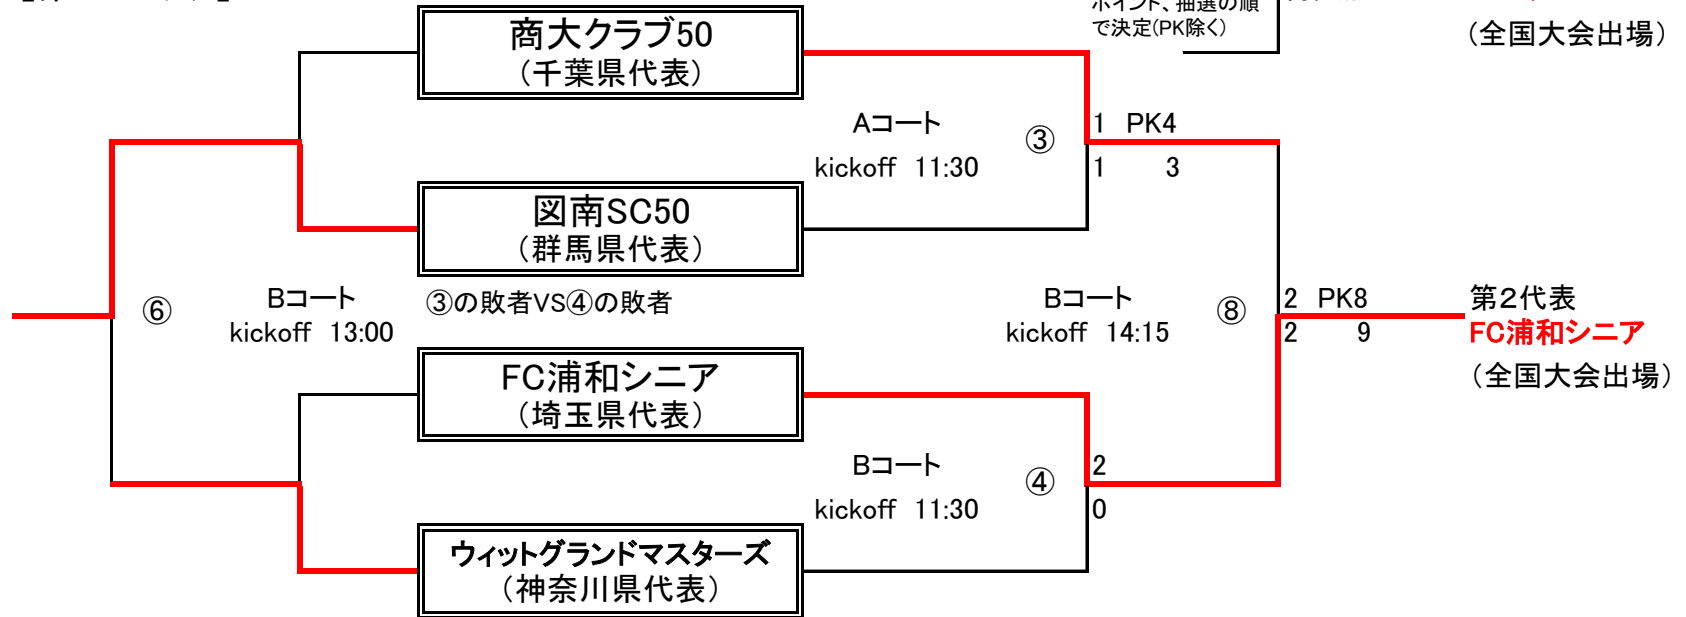 ポイント、抽選の順
で決定(PK除く)
(全国大会出場)
商大クラブ50
(千葉県代表)
Aコート
③
1 PK4
kickoff 11:30
1 3
図南SC50
(群馬県代表)
⑥
Bコート
kickoff 13:00
③の敗者VS④の敗者
Bコート
kickoff 14:15
⑧
2 PK8
2 9
第2代表
FC浦和シニア
(全国大会出場)
FC浦和シニア
(埼玉県代表)
Bコート
④
2
kickoff 11:30
0
ウィットグランドマスターズ
(神奈川県代表)